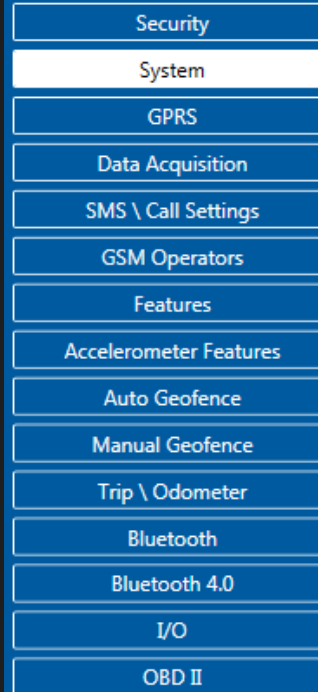 Security
System
GPRS
Data Acquisition
SMS \ Call Settings
GSM Operators
Features
Accelerometer Features
Auto Geofence
Manual Geofence
Trip \ Odometer
Bluetooth
Bluetooth 4.0
I/O
OBD II